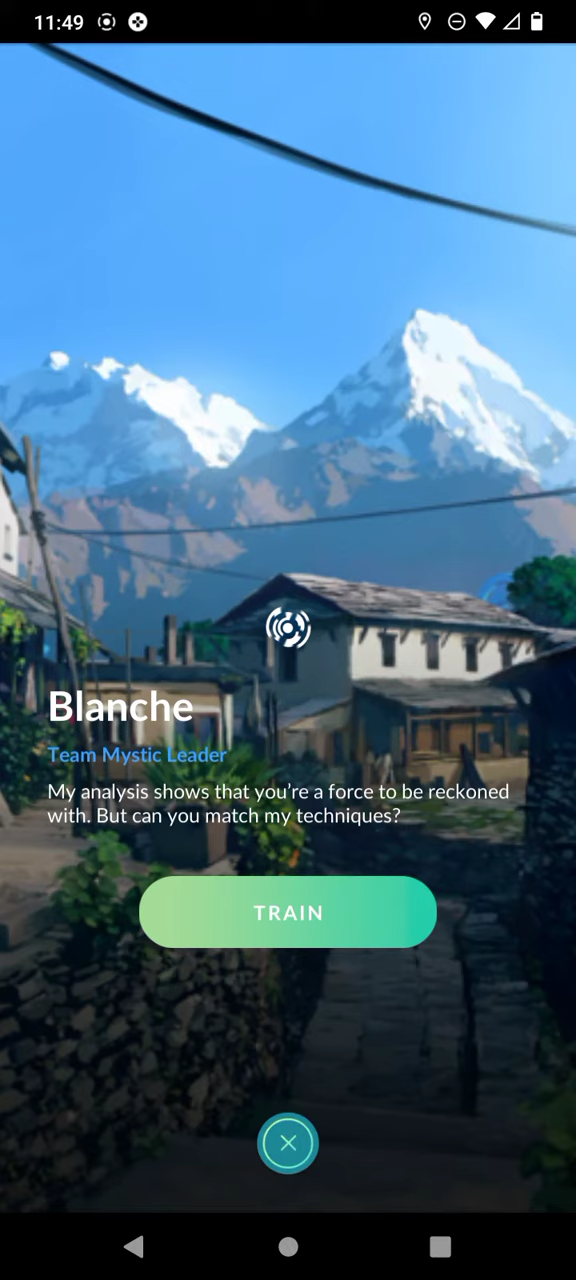 11:49
Blanche
Team Mystic Leader
My analysis shows that you’re a force to be reckoned
with. But can you match my techniques?
TRAIN